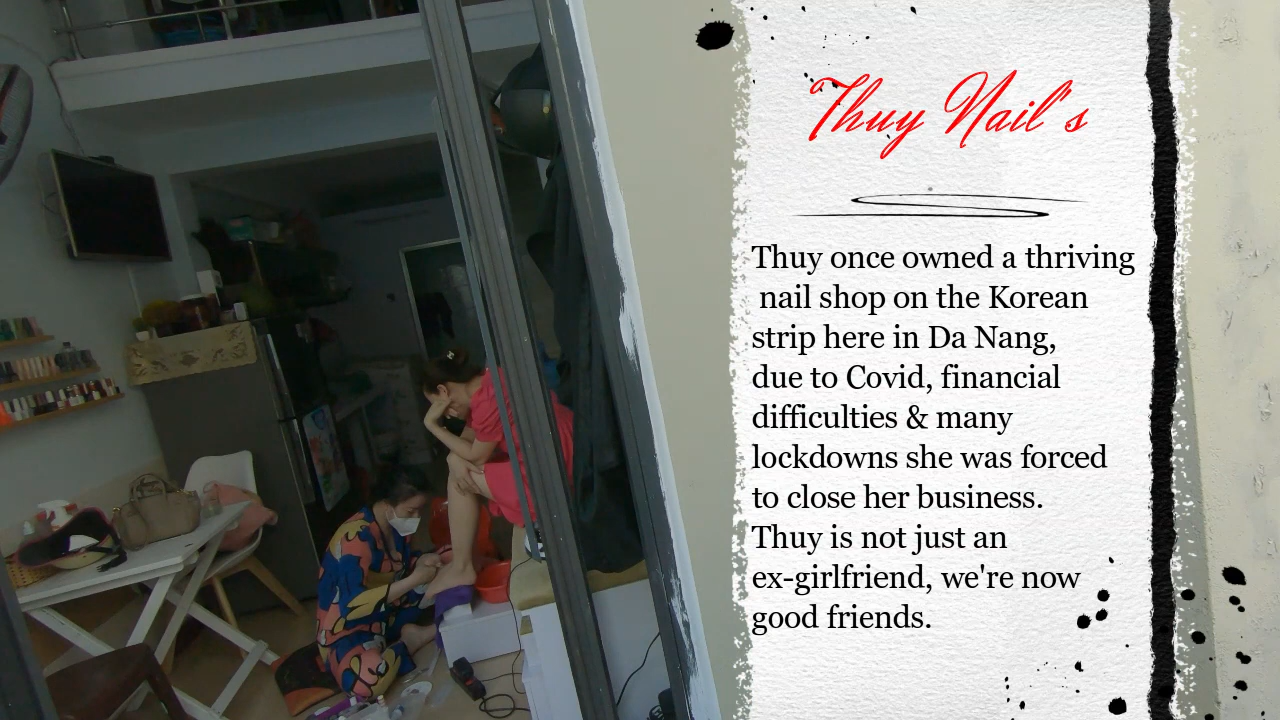 Thuy Nail's
Thuy once owned a thriving
nail shop on the Korean
strip here in Da Nang,
due to Covid, financial
difficulties & many
lockdowns she was forced
to close her business.
Thuy is not just an
ex-girlfriend, we're now
good friends.